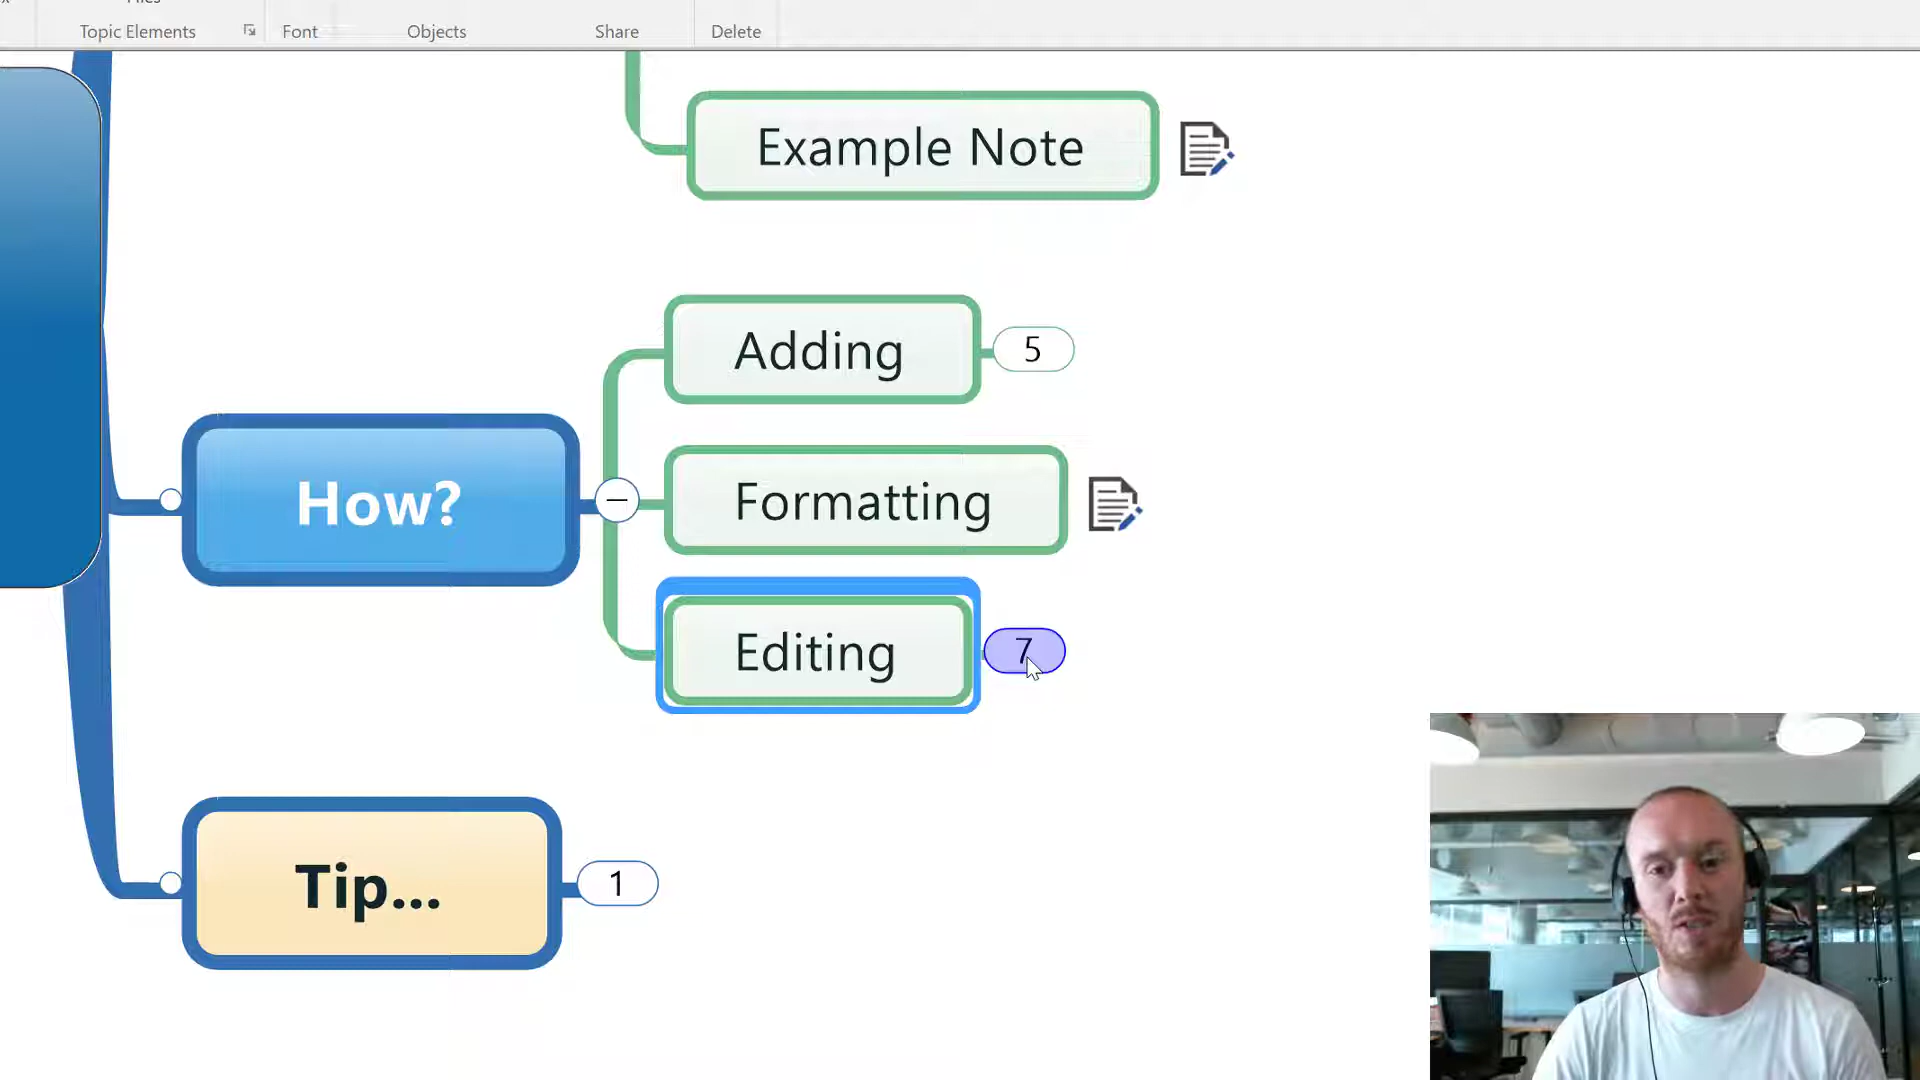 Topic Elements
Font
Objects
Share
Delete
Example Note
Adding
5
How?
Formatting
Editing
7
Tip...
1